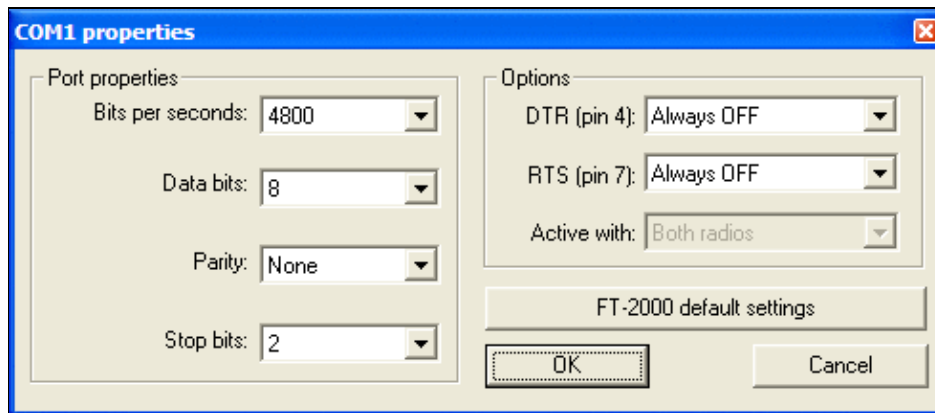 COM1 properties
Port properties
Bits per seconds: 4800
Data bits: 8
Parity: None
Stop bits: 2
Options
DTR (pin 4): Always OFF
RTS (pin 7): Always OFF
Active with: Both radios
FT-2000 default settings
OK Cancel